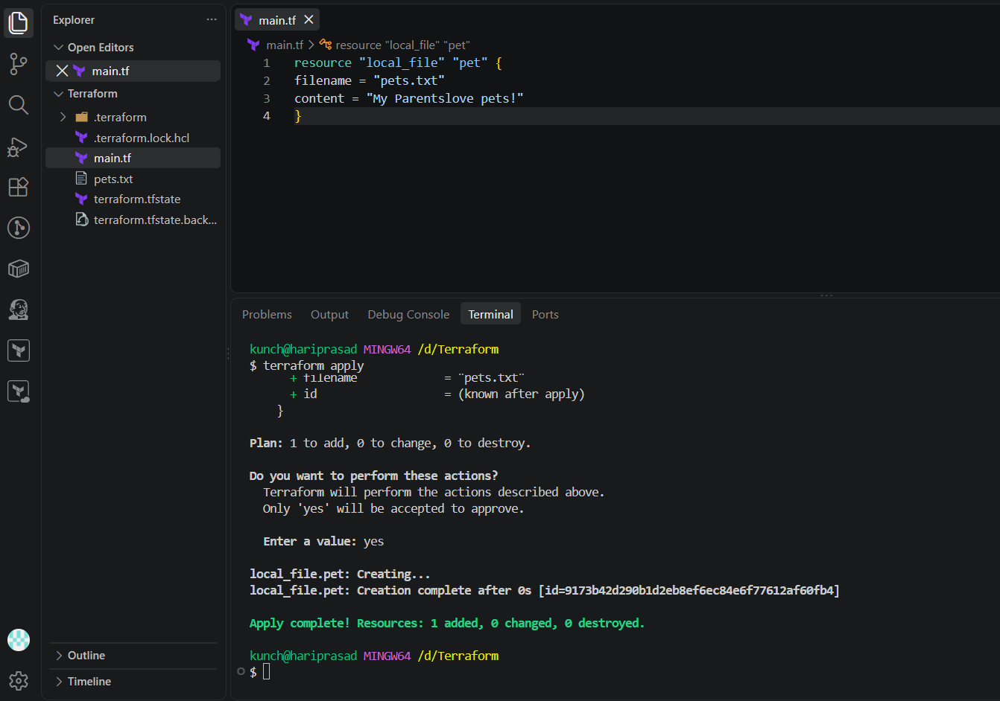 Explorer
Open Editors
main.tf
Terraform
.terraform
.terraform.lock.hcl
main.tf
pets.txt
terraform.tfstate
terraform.tfstate.back...
Outline
Timeline
main.tf
main.tf > resource "local_file" "pet"
1 resource "local_file" "pet" {
2 filename = "pets.txt"
3 content = "My Parentslove pets!"
4 }
Problems Output Debug Console Terminal Ports
kunch@hariprasad MINGW64 /d/Terraform
$ terraform apply
+ filename = "pets.txt"
+ id = (known after apply)
}
Plan: 1 to add, 0 to change, 0 to destroy.
Do you want to perform these actions?
Terraform will perform the actions described above.
Only 'yes' will be accepted to approve.
Enter a value: yes
local_file.pet: Creating...
local_file.pet: Creation complete after 0s [id=9173b42d290b1d2eb8ef6ec84e6f77612af60fb4]
Apply complete! Resources: 1 added, 0 changed, 0 destroyed.
kunch@hariprasad MINGW64 /d/Terraform
$